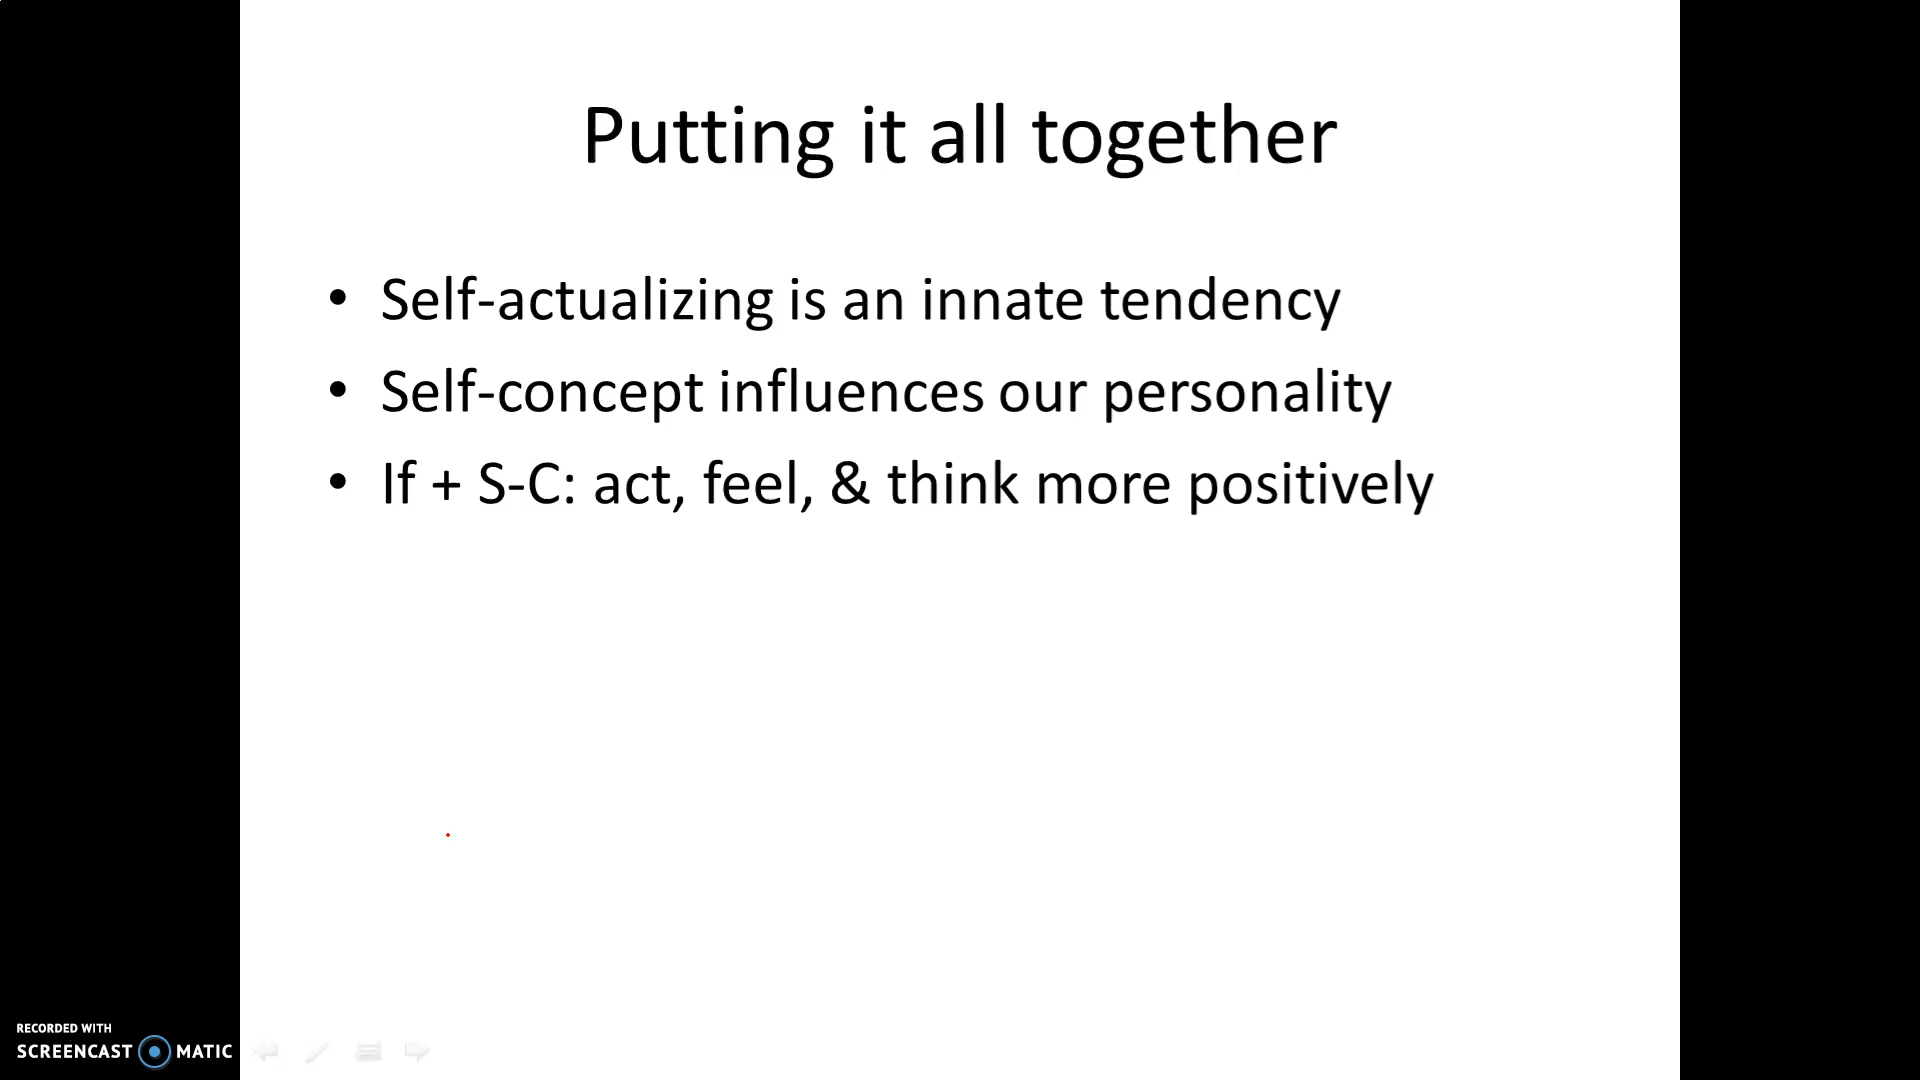 Putting it all together
• Self-actualizing is an innate tendency
• Self-concept influences our personality
• If + S-C: act, feel, & think more positively
RECORDED WITH
SCREENCAST MATIC